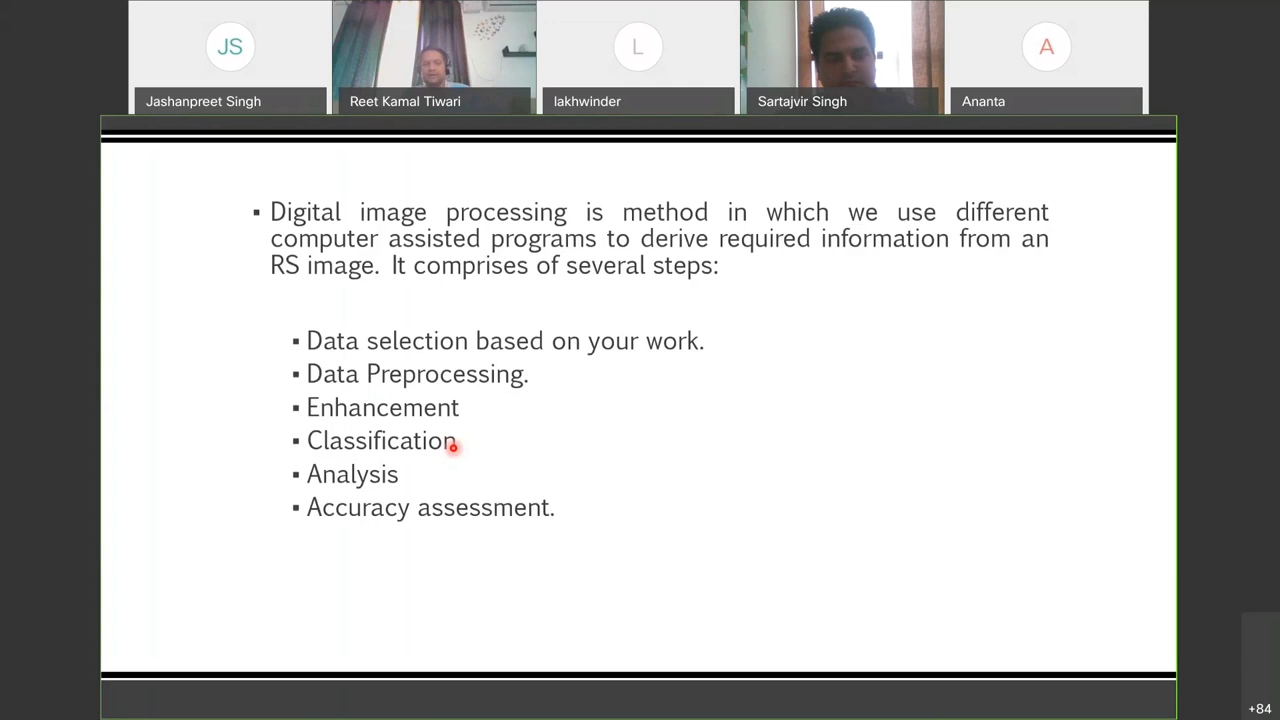 JS
L
A
Jashanpreet Singh
Reet Kamal Tiwari
lakhwinder
Sartajvir Singh
Ananta
▪ Digital image processing is method in which we use different
computer assisted programs to derive required information from an
RS image. It comprises of several steps:
▪ Data selection based on your work.
▪ Data Preprocessing.
▪ Enhancement
▪ Classification
▪ Analysis
▪ Accuracy assessment.
+84